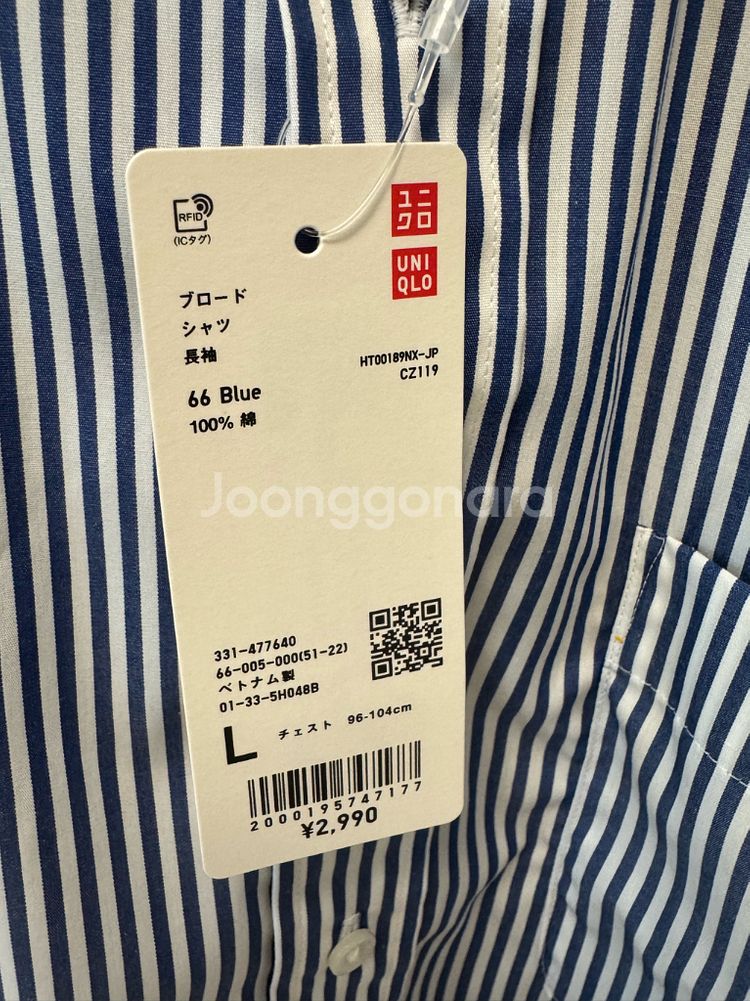 RFID
(ICタグ)
ユニ
クロ
UNI
QLO
ブロード
シャツ
長袖
HT00189NX-JP
CZ119
66 Blue
100% 綿
Joonggonara
331-477640
66-005-000(51-22)
ベトナム製
01-33-5H048B
L チェスト 96-104cm
2000195747177
¥2,990